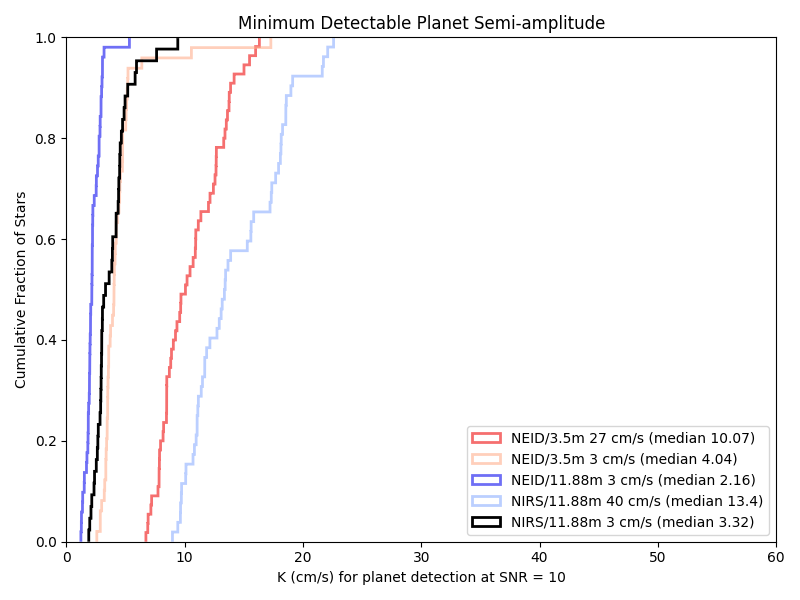 Minimum Detectable Planet Semi-amplitude
1.0
0.8
0.6
0.4
0.2
0.0
Cumulative Fraction of Stars
NEID/3.5m 27 cm/s (median 10.07)
NEID/3.5m 3 cm/s (median 4.04)
NEID/11.88m 3 cm/s (median 2.16)
NIRS/11.88m 40 cm/s (median 13.4)
NIRS/11.88m 3 cm/s (median 3.32)
0 10 20 30 40 50 60
K (cm/s) for planet detection at SNR = 10